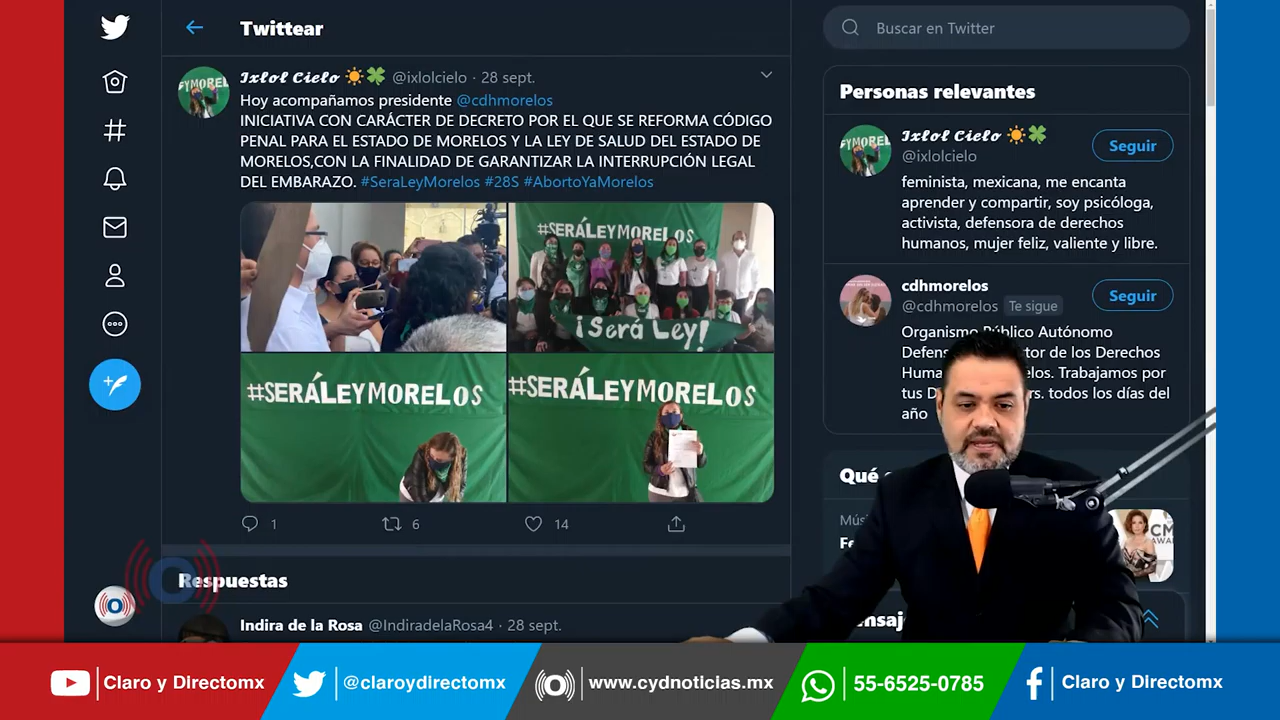 Twittear
Buscar en Twitter
Ixlol Cielo ☀️🍀 @ixlolcielo · 28 sept.
Hoy acompañamos presidente @cdhmorelos
INICIATIVA CON CARÁCTER DE DECRETO POR EL QUE SE REFORMA CÓDIGO
PENAL PARA EL ESTADO DE MORELOS Y LA LEY DE SALUD DEL ESTADO DE
MORELOS,CON LA FINALIDAD DE GARANTIZAR LA INTERRUPCIÓN LEGAL
DEL EMBARAZO. #SeraLeyMorelos #28S #AbortoYaMorelos
#SERÁLEYMORELOS
¡Será Ley!
#SERÁLEYMORELOS
#SERÁLEYMORELOS
1 6 14
Respuestas
Indira de la Rosa @IndiradelaRosa4 · 28 sept.
Personas relevantes
Ixlol Cielo ☀️🍀
@ixlolcielo
Seguir
feminista, mexicana, me encanta
aprender y compartir, soy psicóloga,
activista, defensora de derechos
humanos, mujer feliz, valiente y libre.
cdhmorelos
@cdhmorelos Te sigue
Seguir
Organismo Público Autónomo
de los Derechos
Trabajamos por
tus todos los días del
año
Qué
Claro y Directomx
@claroydirectomx
www.cydnoticias.mx
55-6525-0785
Claro y Directomx